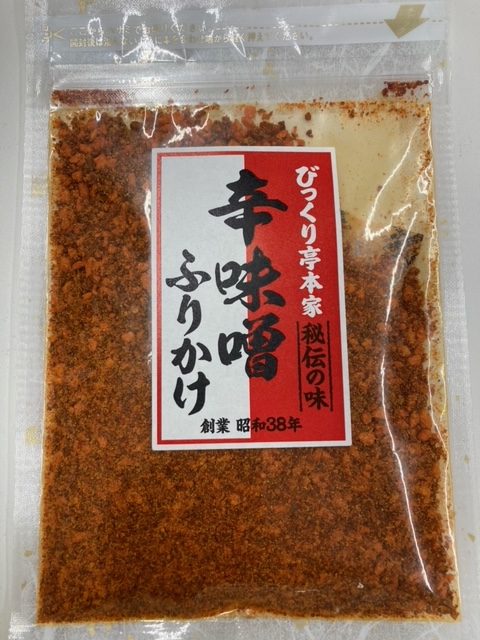 びっくり亭本家
秘伝の味
辛味噌
ふりかけ
創業 昭和38年